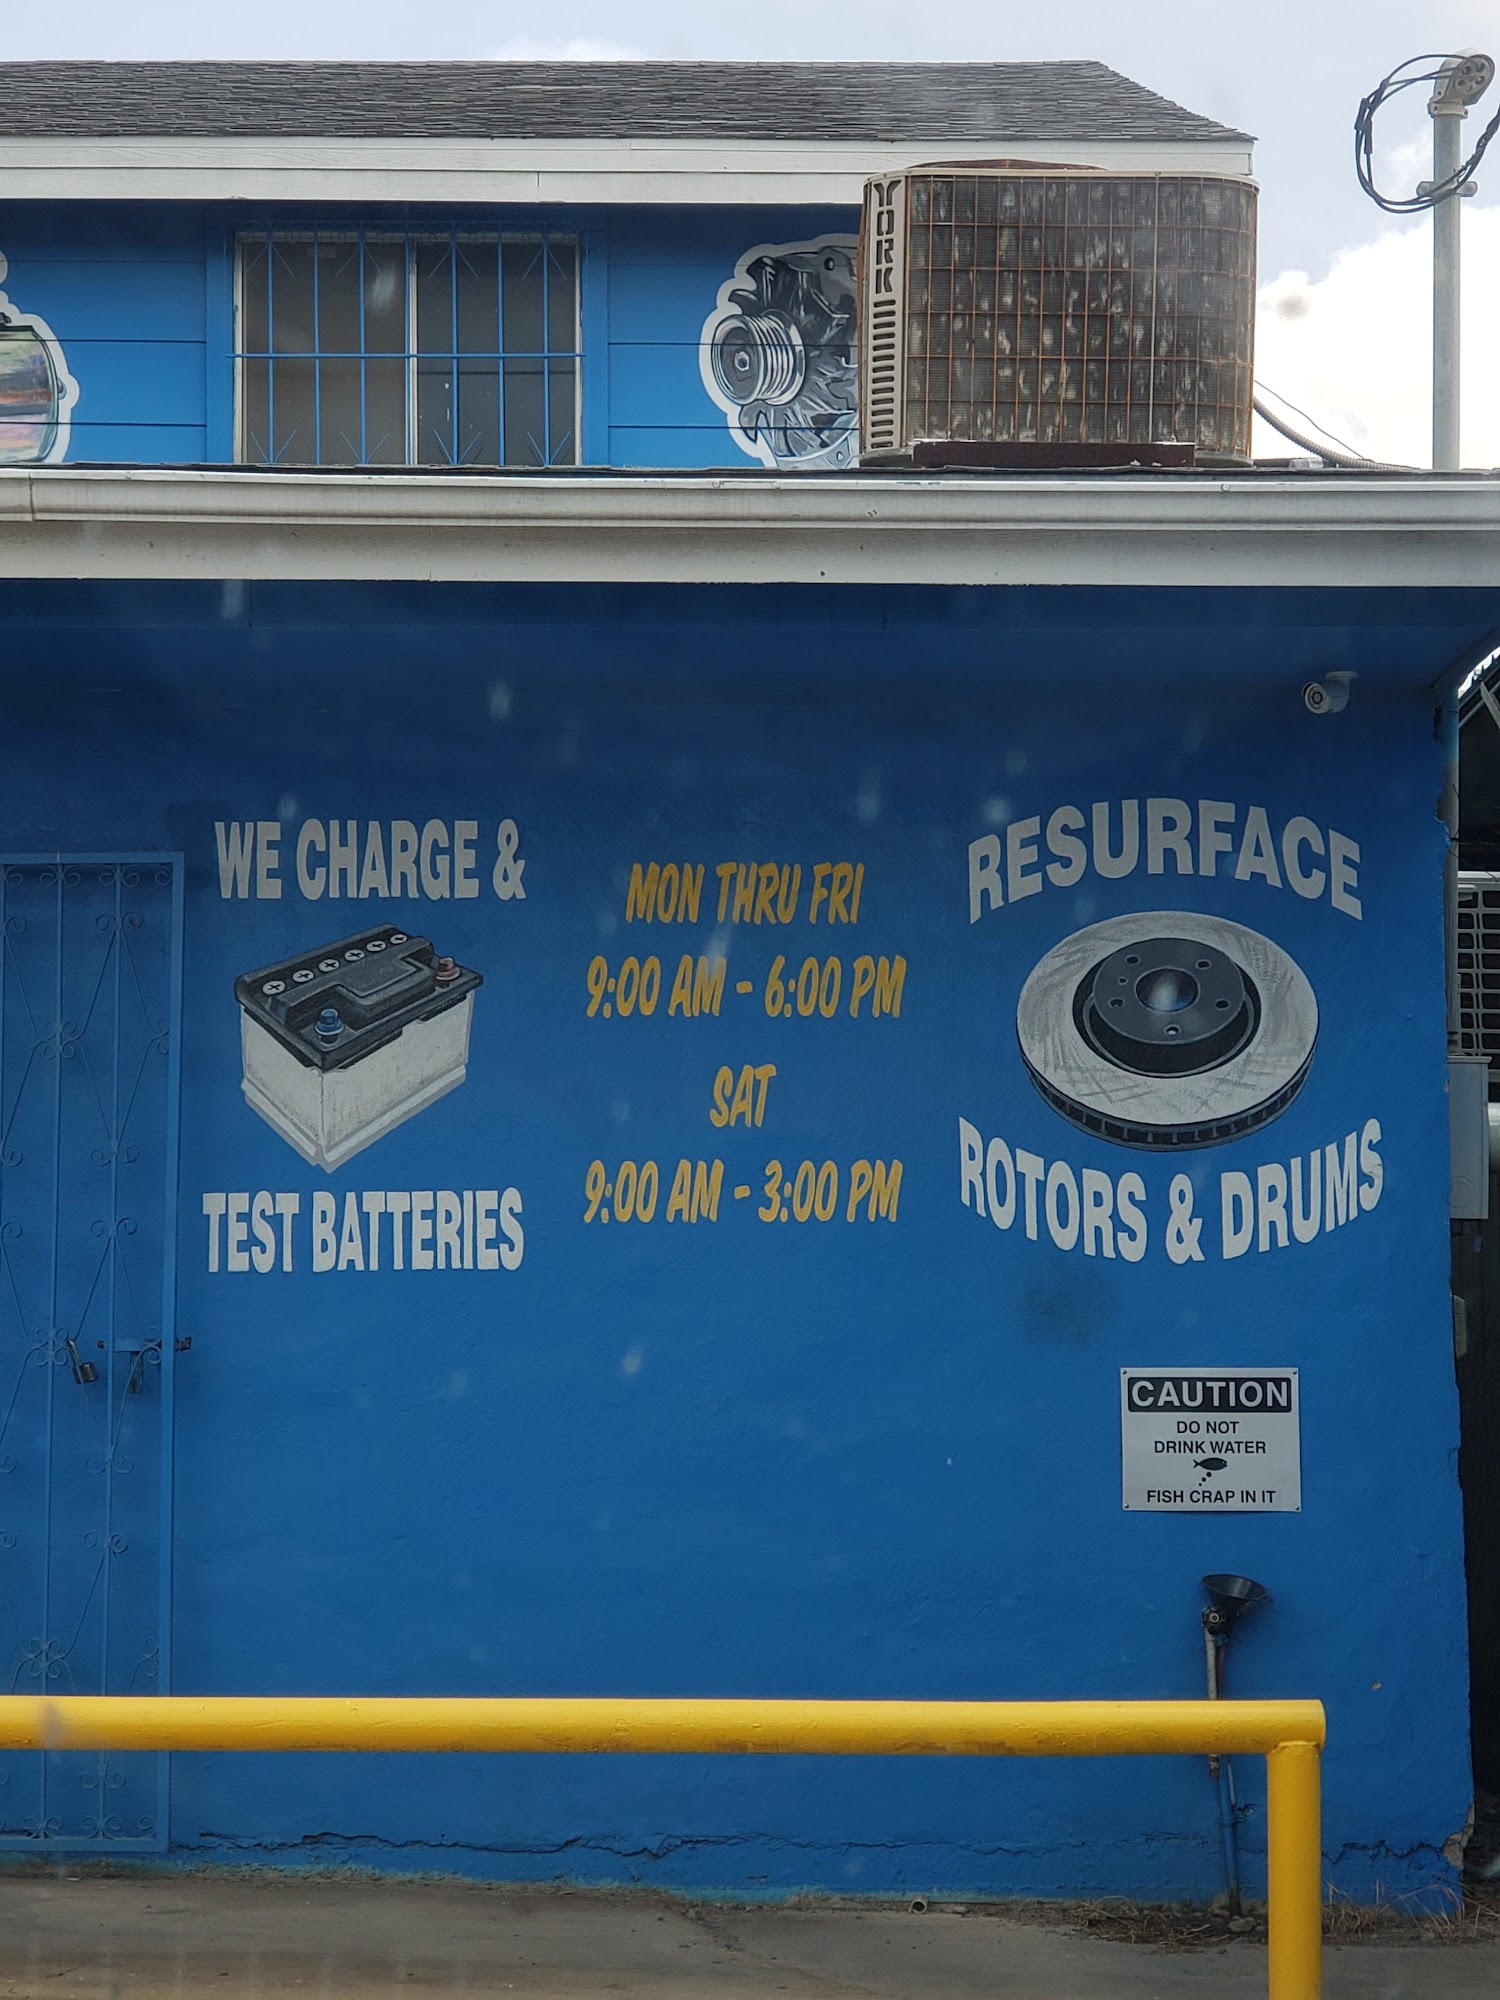 YORK
WE CHARGE &
TEST BATTERIES
MON THRU FRI
9:00 AM - 6:00 PM
SAT
9:00 AM - 3:00 PM
RESURFACE
ROTORS & DRUMS
CAUTION
DO NOT
DRINK WATER
FISH CRAP IN IT